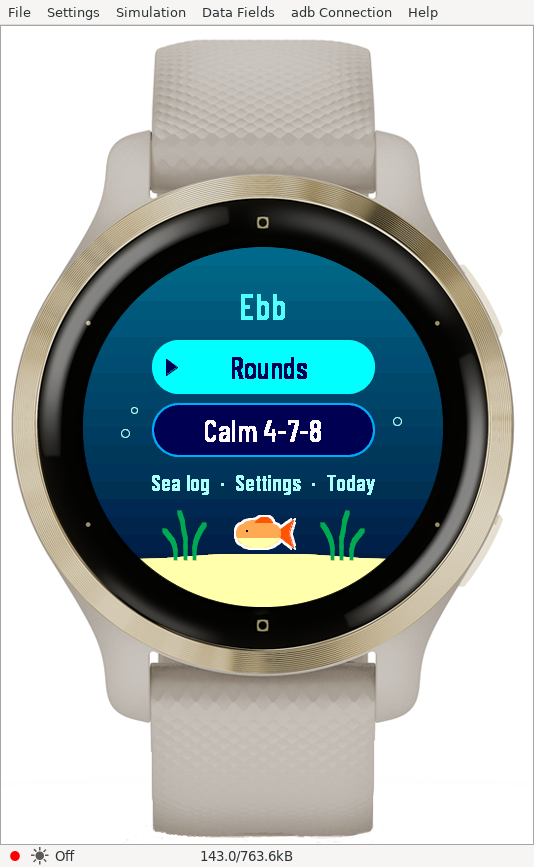 File Settings Simulation Data Fields adb Connection Help
Ebb
Rounds
Calm 4-7-8
Sea log · Settings · Today
Off 143.0/763.6kB